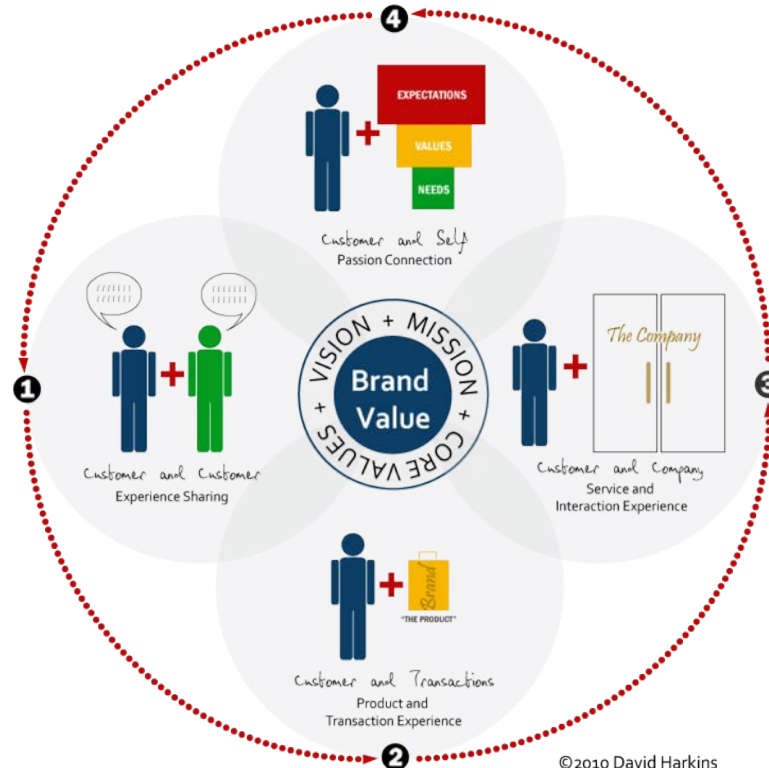 4
EXPECTATIONS
VALUES
NEEDS
Customer and Self
Passion Connection
1
Customer and Customer
Experience Sharing
VISION + MISSION + CORE VALUES +
Brand
Value
The Company
3
Customer and Company
Service and
Interaction Experience
Brand
"THE PRODUCT"
Customer and Transactions
Product and
Transaction Experience
2
©2010 David Harkins